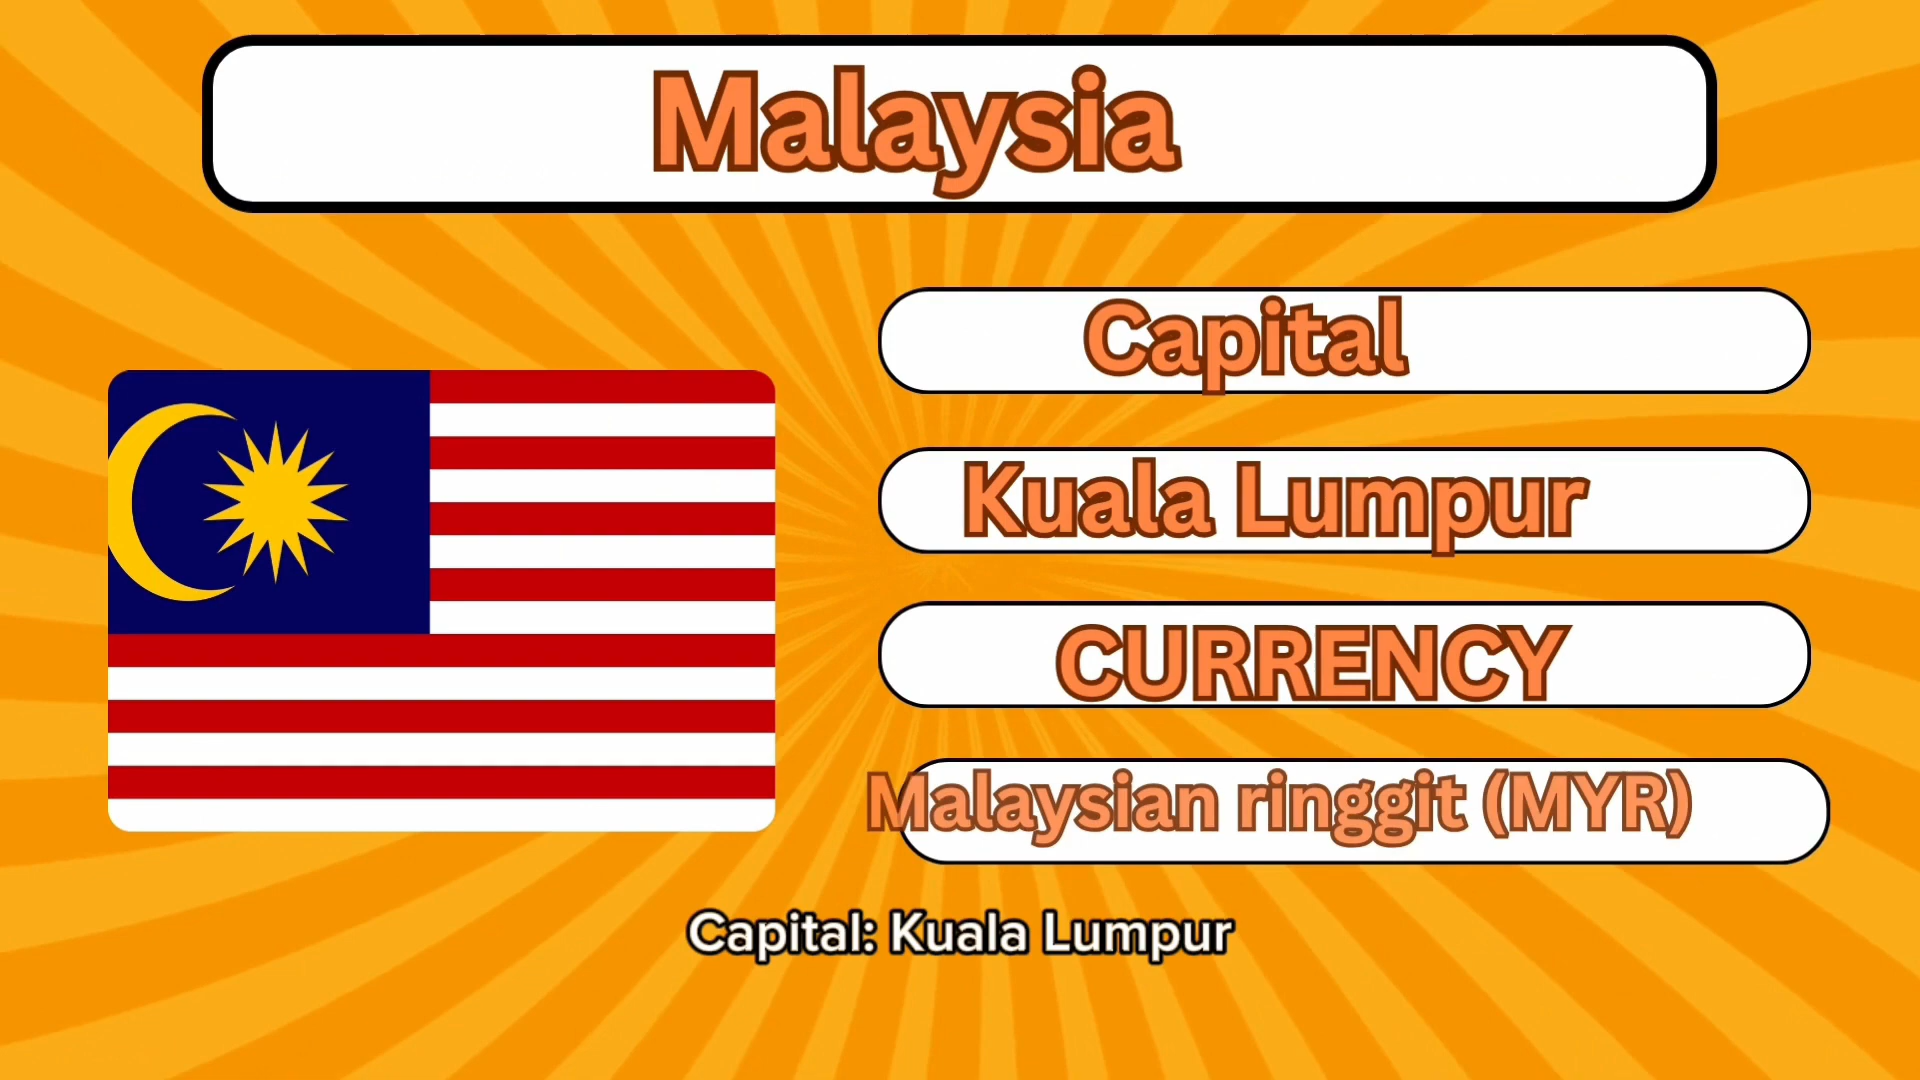 Malaysia
Capital
Kuala Lumpur
CURRENCY
Malaysian ringgit (MYR)
Capital: Kuala Lumpur